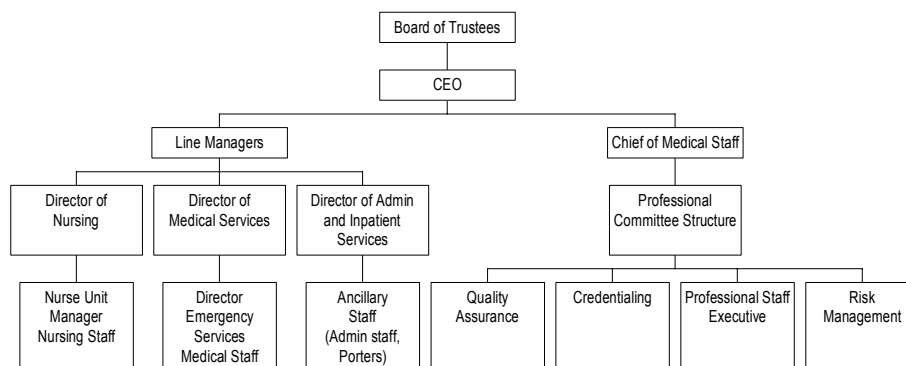 Board of Trustees
CEO
Line Managers
Chief of Medical Staff
Director of
Nursing
Director of
Medical Services
Director of Admin
and Inpatient
Services
Professional
Committee Structure
Nurse Unit
Manager
Nursing Staff
Director
Emergency
Services
Medical Staff
Ancillary
Staff
(Admin staff,
Porters)
Quality
Assurance
Credentialing
Professional Staff
Executive
Risk
Management